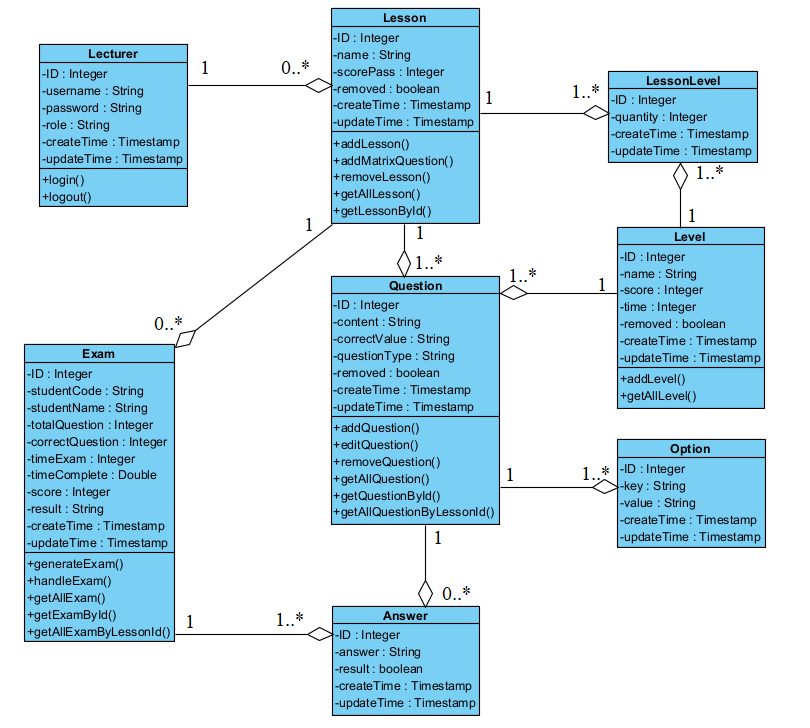 Lecturer
-ID : Integer
-username : String
-password : String
-role : String
-createTime : Timestamp
-updateTime : Timestamp
+login()
+logout()
1
0..*
Lesson
-ID : Integer
-name : String
-scorePass : Integer
-removed : boolean
-createTime : Timestamp
-updateTime : Timestamp
+addLesson()
+addMatrixQuestion()
+removeLesson()
+getAllLesson()
+getLessonById()
1
1..*
LessonLevel
-ID : Integer
-quantity : Integer
-createTime : Timestamp
-updateTime : Timestamp
1..*
1
Level
-ID : Integer
-name : String
-score : Integer
-time : Integer
-removed : boolean
-createTime : Timestamp
-updateTime : Timestamp
+addLevel()
+getAllLevel()
1
0..*
1
1..*
1..*
1
Question
-ID : Integer
-content : String
-correctValue : String
-questionType : String
-removed : boolean
-createTime : Timestamp
-updateTime : Timestamp
+addQuestion()
+editQuestion()
+removeQuestion()
+getAllQuestion()
+getQuestionById()
+getAllQuestionByLessonId()
1
1..*
Option
-ID : Integer
-key : String
-value : String
-createTime : Timestamp
-updateTime : Timestamp
Exam
-ID : Integer
-studentCode : String
-studentName : String
-totalQuestion : Integer
-correctQuestion : Integer
-timeExam : Integer
-timeComplete : Double
-score : Integer
-result : String
-createTime : Timestamp
-updateTime : Timestamp
+generateExam()
+handleExam()
+getAllExam()
+getExamById()
+getAllExamByLessonId()
1
1..*
1
0..*
Answer
-ID : Integer
-answer : String
-result : boolean
-createTime : Timestamp
-updateTime : Timestamp